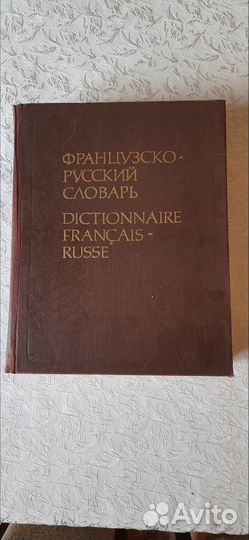 ФРАНЦУЗСКО-
РУССКИЙ
СЛОВАРЬ
DICTIONNAIRE
FRANÇAIS-
RUSSE
Avito